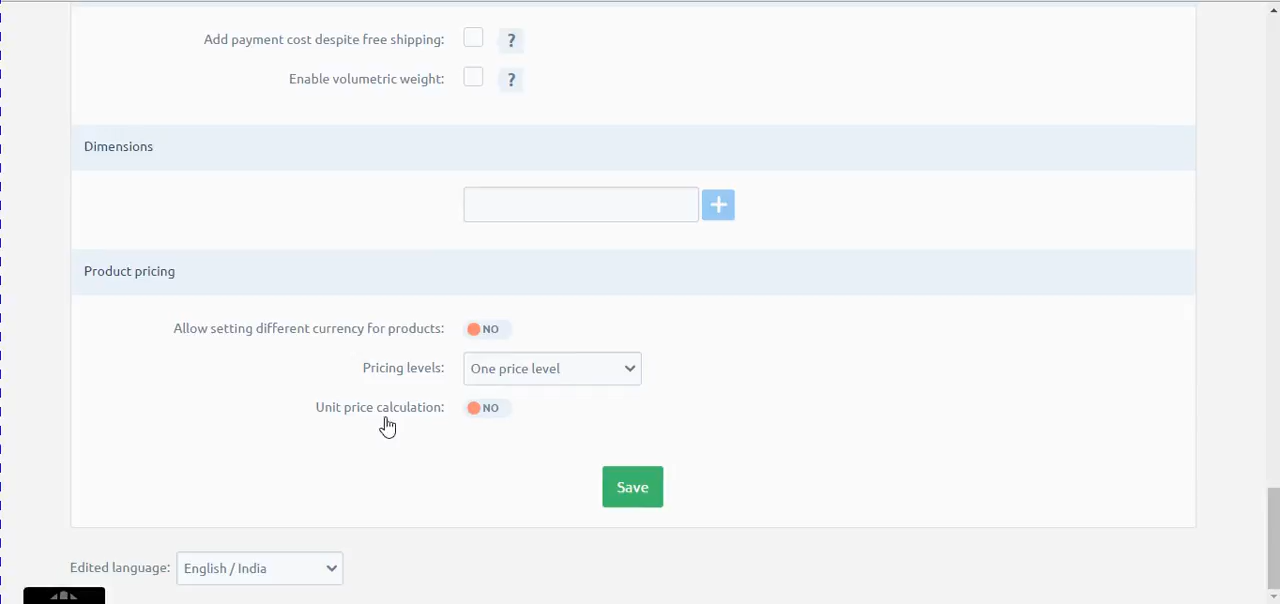 Add payment cost despite free shipping: ?
Enable volumetric weight: ?
Dimensions
+
Product pricing
Allow setting different currency for products: NO
Pricing levels: One price level
Unit price calculation: NO
Save
Edited language: English / India